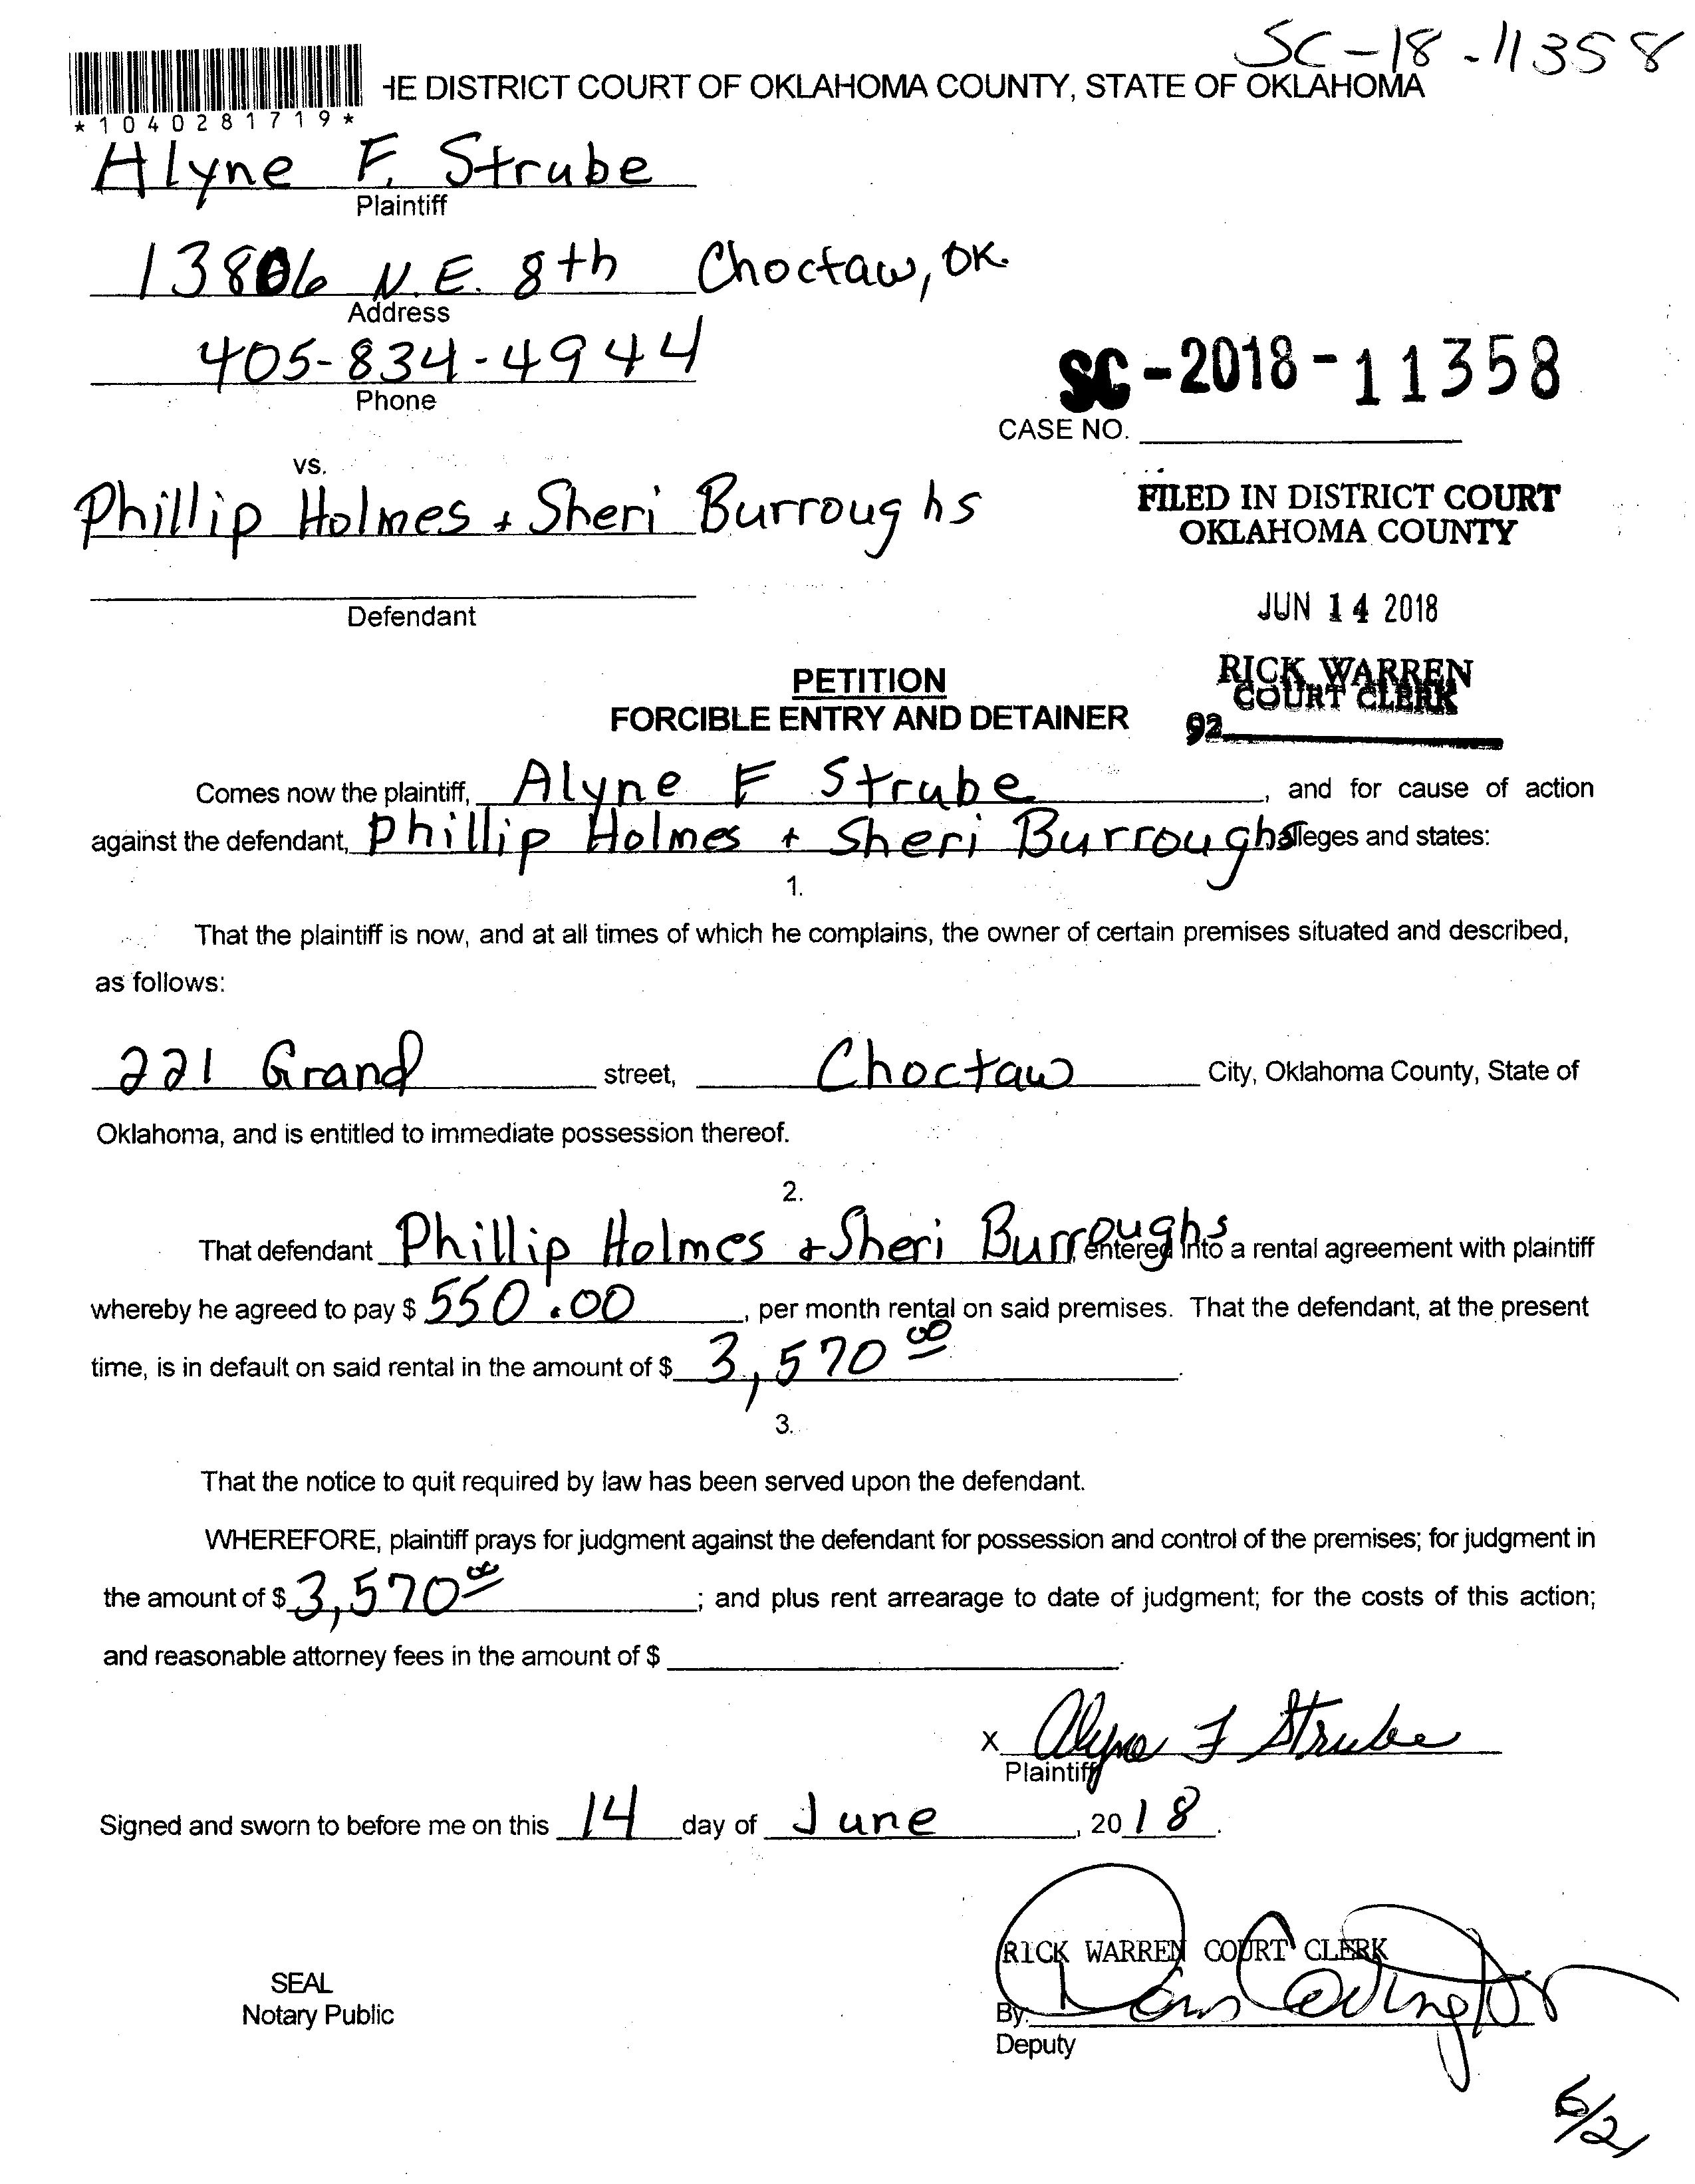 SC-18-11358
HE DISTRICT COURT OF OKLAHOMA COUNTY, STATE OF OKLAHOMA
*1040281719*
Alyne F. Strube
Plaintiff
13806 N.E. 8th Choctaw, OK.
Address
405-834-4944
Phone
SC-2018-11358
CASE NO.
vs.
Phillip Holmes + Sheri Burroughs
Defendant
FILED IN DISTRICT COURT
OKLAHOMA COUNTY
JUN 14 2018
RICK WARREN
COURT CLERK
92
PETITION
FORCIBLE ENTRY AND DETAINER
Comes now the plaintiff, Alyne F Strube, and for cause of action
against the defendant, Phillip Holmes + Sheri Burroughs alleges and states:
1.
That the plaintiff is now, and at all times of which he complains, the owner of certain premises situated and described,
as follows:
221 Grand street, Choctaw City, Oklahoma County, State of
Oklahoma, and is entitled to immediate possession thereof.
2.
That defendant Phillip Holmes + Sheri Burroughs entered into a rental agreement with plaintiff
whereby he agreed to pay $ 550.00, per month rental on said premises. That the defendant, at the present
time, is in default on said rental in the amount of $ 3,570 00.
3.
That the notice to quit required by law has been served upon the defendant.
WHEREFORE, plaintiff prays for judgment against the defendant for possession and control of the premises; for judgment in
the amount of $ 3,570 00; and plus rent arrearage to date of judgment; for the costs of this action;
and reasonable attorney fees in the amount of $ .
X Alyne F Strube
Plaintiff
Signed and sworn to before me on this 14 day of June, 2018.
RICK WARREN COURT CLERK
SEAL
Notary Public
By:
Deputy
6/21